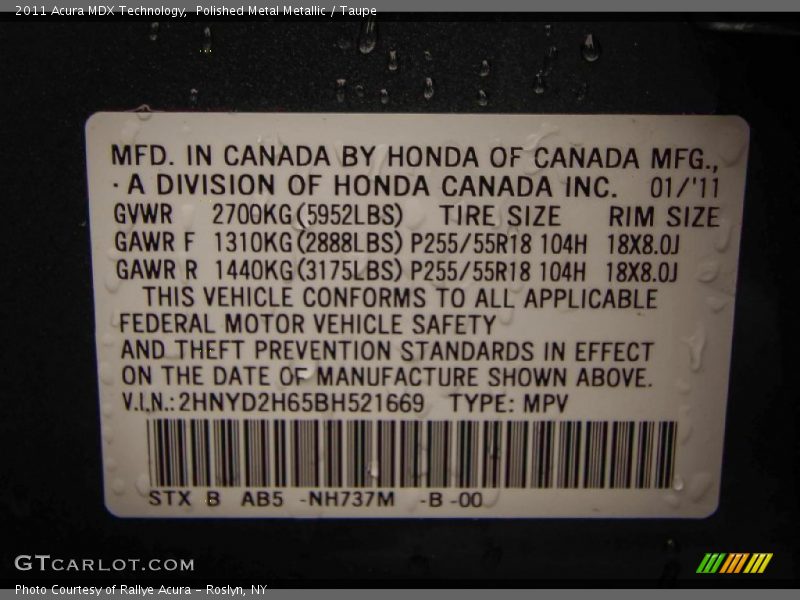 2011 Acura MDX Technology,  Polished Metal Metallic / Taupe
MFD. IN CANADA BY HONDA OF CANADA MFG.,
· A DIVISION OF HONDA CANADA INC.   01/'11
GVWR   2700KG(5952LBS)   TIRE SIZE   RIM SIZE
GAWR F  1310KG(2888LBS) P255/55R18 104H  18X8.0J
GAWR R  1440KG(3175LBS) P255/55R18 104H  18X8.0J
THIS VEHICLE CONFORMS TO ALL APPLICABLE
FEDERAL MOTOR VEHICLE SAFETY
AND THEFT PREVENTION STANDARDS IN EFFECT
ON THE DATE OF MANUFACTURE SHOWN ABOVE.
V.I.N.: 2HNYD2H65BH521669   TYPE: MPV
STX  B   AB5  -NH737M   -B -00
GTCARLOT.COM
Photo Courtesy of Rallye Acura – Roslyn, NY